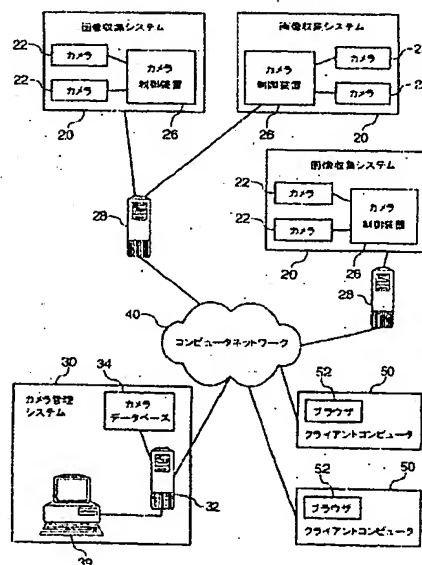 画像収集システム
画像収集システム
22
カメラ
カメラ
制御装置
22
カメラ
20
26
カメラ
制御装置
カメラ
カメラ
26
20
画像収集システム
22
カメラ
カメラ
制御装置
22
カメラ
20
26
28
28
40
コンピュータネットワーク
30
34
カメラ管理
システム
カメラ
データベース
32
39
50
52
ブラウザ
クライアントコンピュータ
50
52
ブラウザ
クライアントコンピュータ